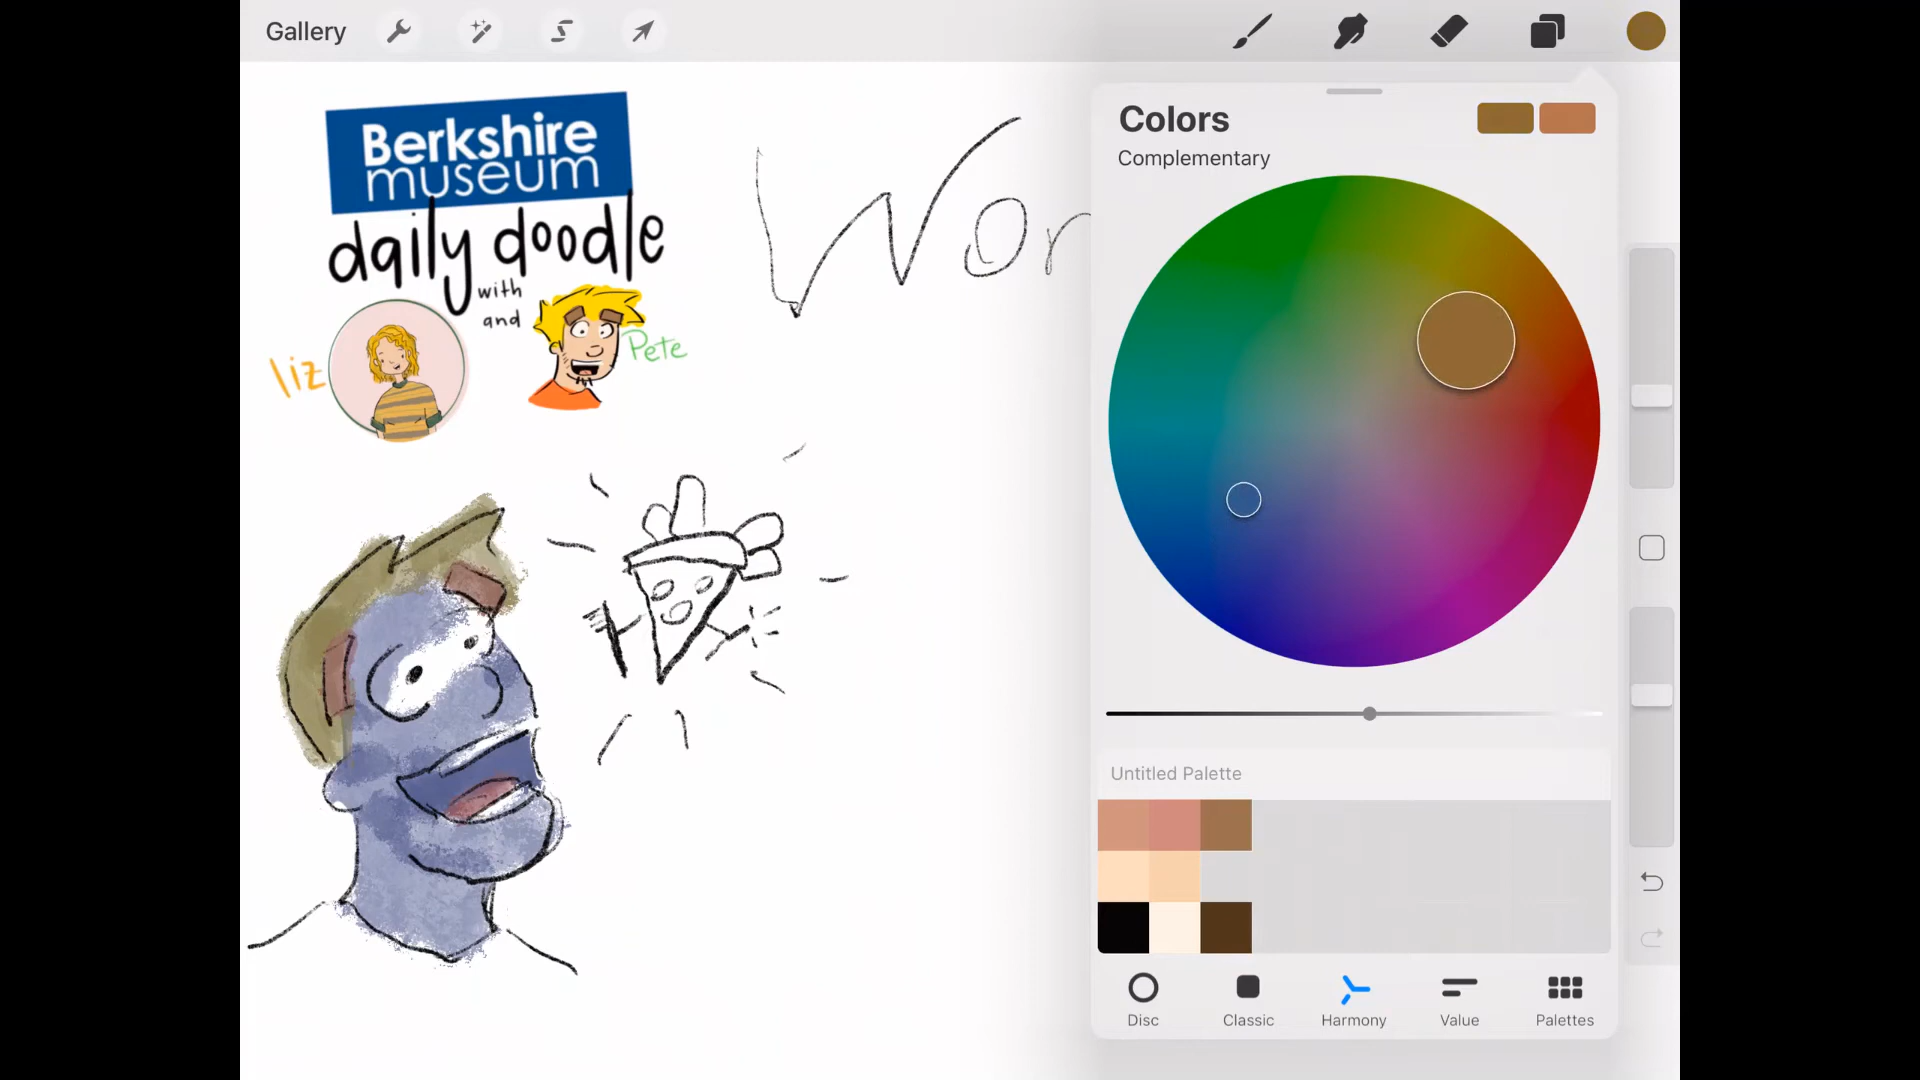 Gallery
Berkshire
museum
daily doodle
with
and
liz
Pete
Wor
Colors
Complementary
Untitled Palette
Disc
Classic
Harmony
Value
Palettes